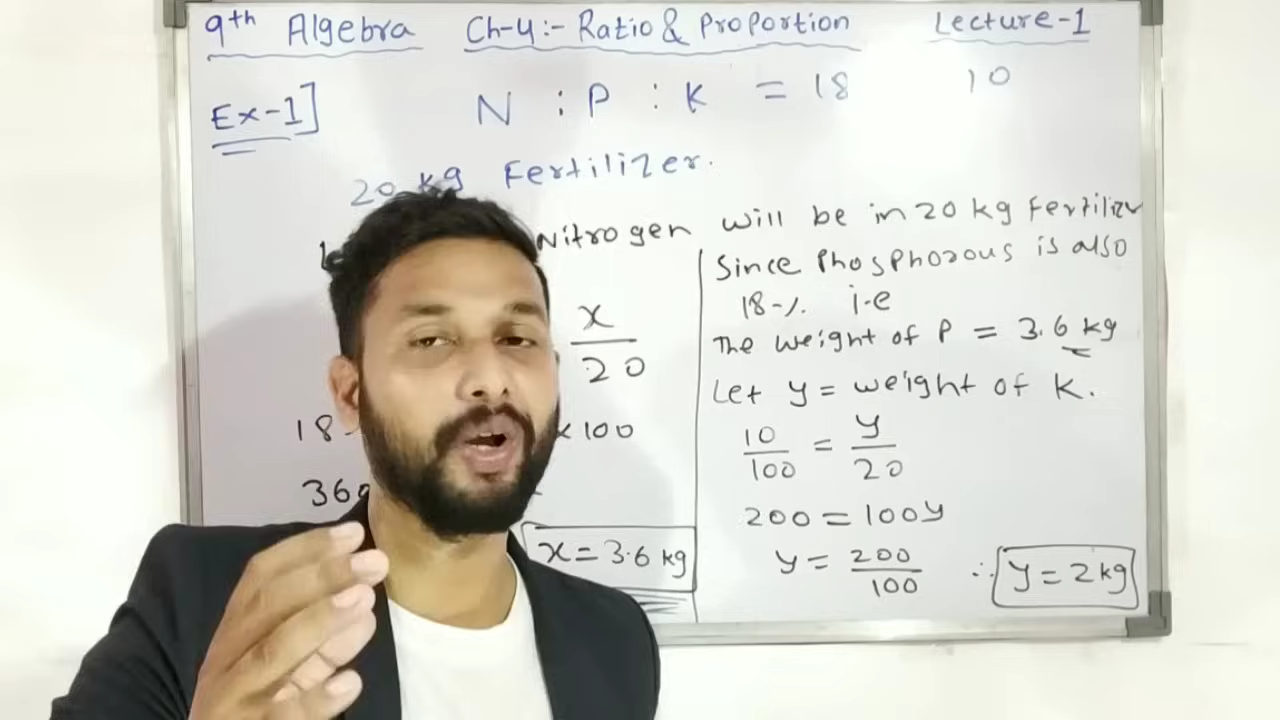 9th Algebra Ch-4:- Ratio & Proportion Lecture-1
Ex-1] N : P : K = 18 10
20 kg Fertilizer.
Nitrogen will be in 20 kg Fertilizer
x
20
18 × 100
360
x = 3.6 kg
Since Phosphorous is also
18-/. i-e
The weight of P = 3.6 kg
Let y = weight of K.
10/100 = y/20
200 = 100y
y = 200/100 ∴ y = 2 kg